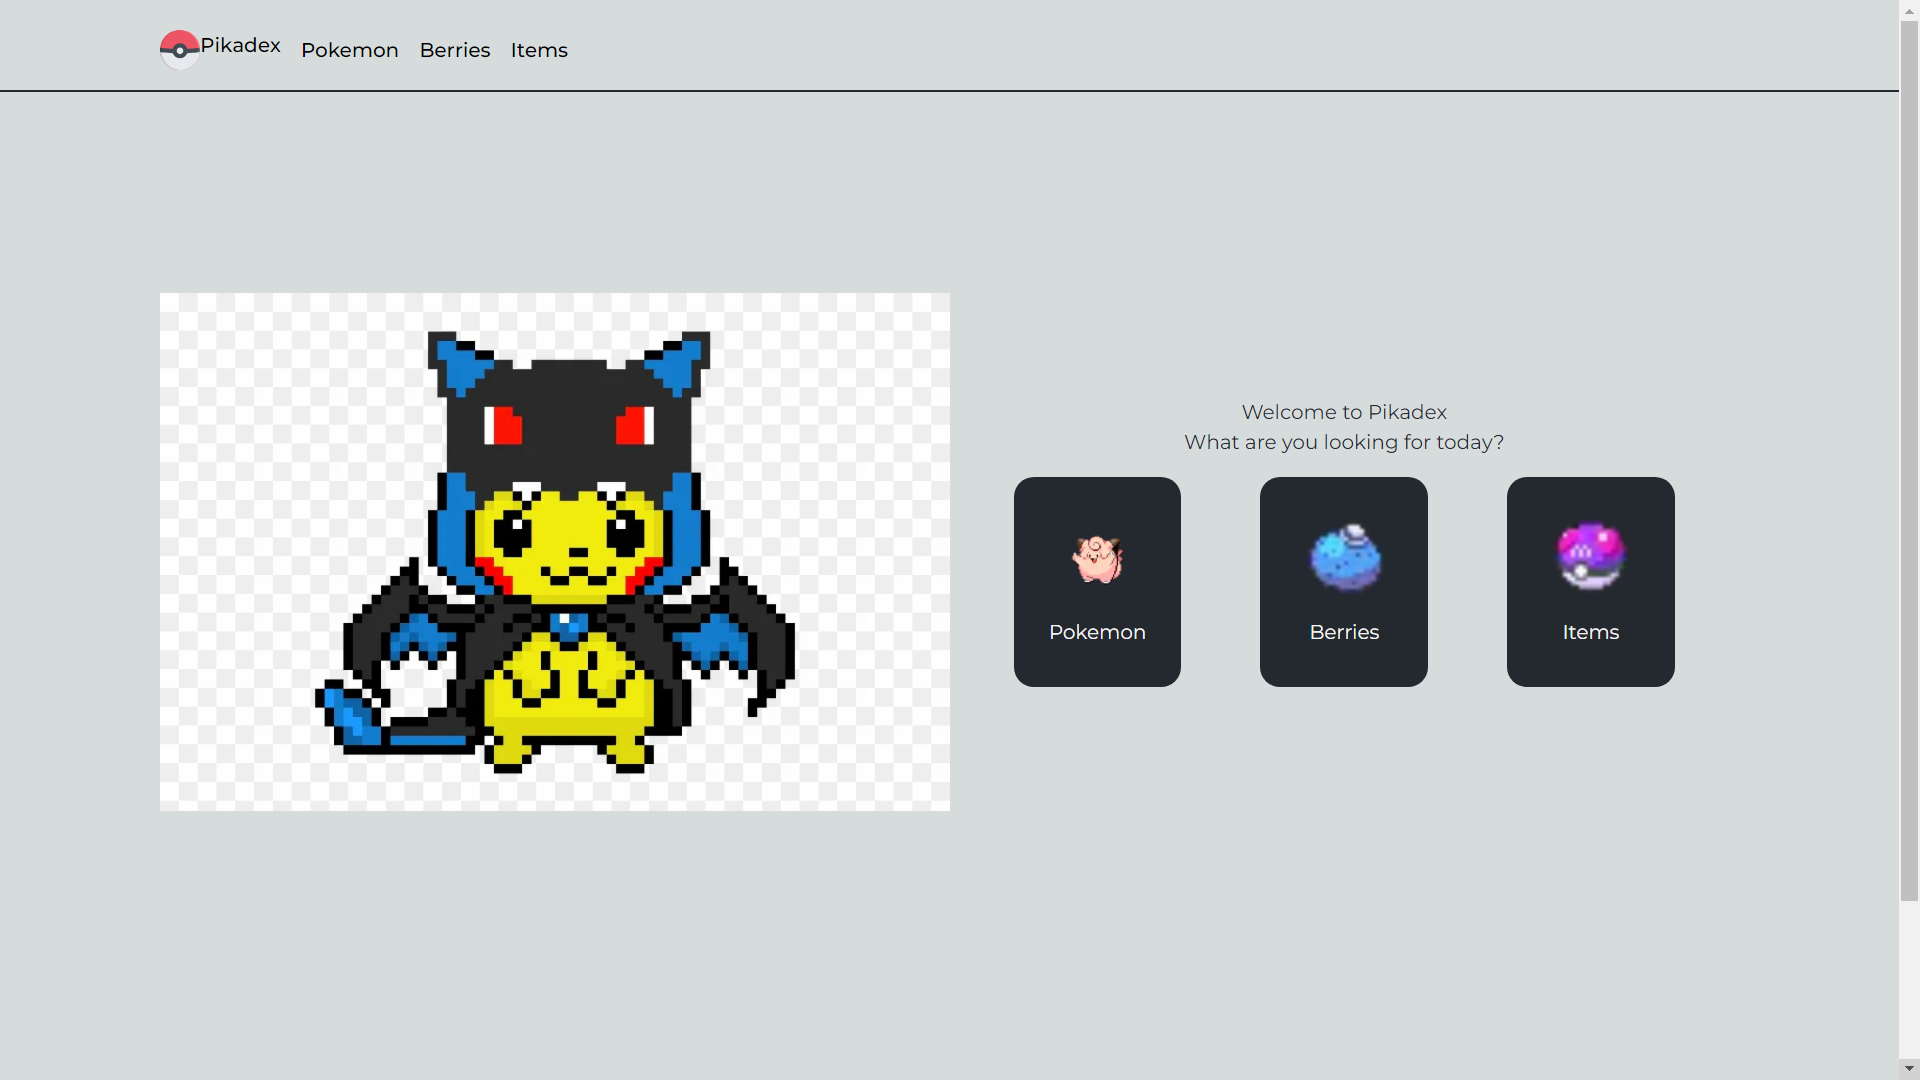 Pikadex
Pokemon
Berries
Items
Welcome to Pikadex
What are you looking for today?
Pokemon
Berries
Items